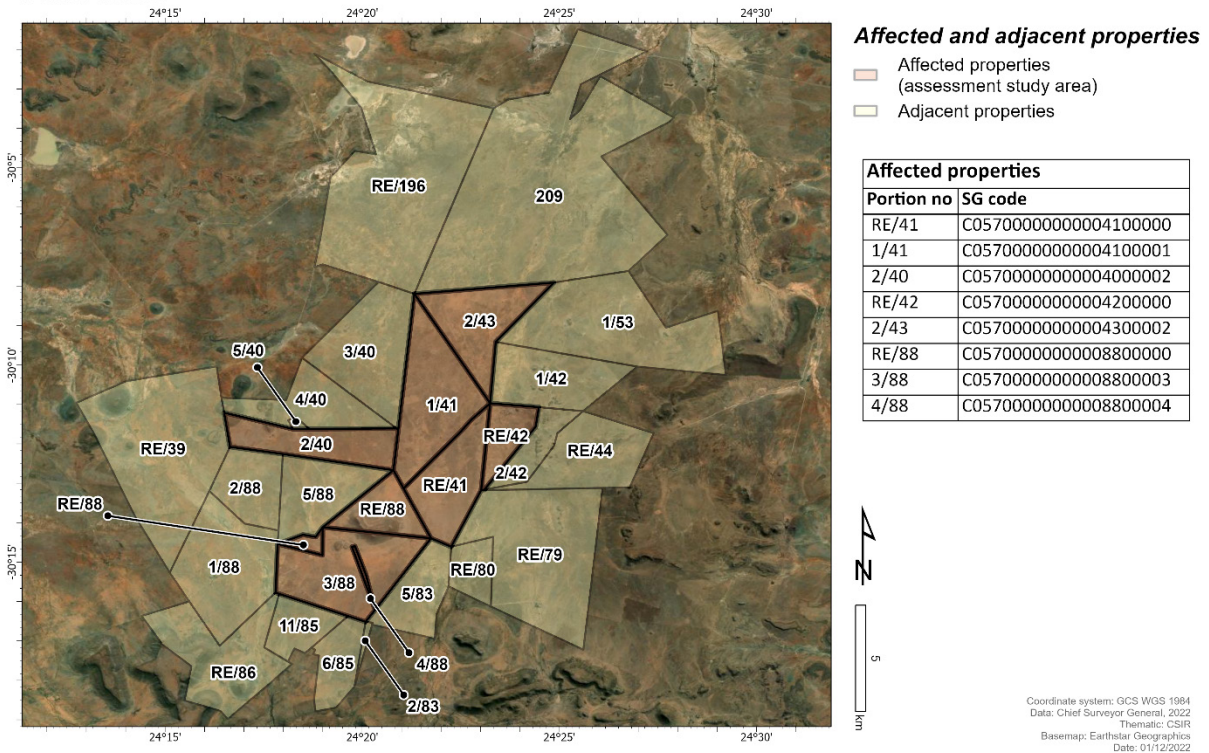 24°15' 24°20' 24°25' 24°30'
-30°5'
-30°10'
-30°15'
RE/196
209
2/43
1/53
5/40
3/40
1/42
4/40
1/41
RE/42
2/40
RE/39
RE/44
2/42
2/88
5/88
RE/41
RE/88
RE/88
RE/79
1/88
RE/80
3/88
5/83
11/85
4/88
RE/86
6/85
2/83
24°15' 24°20' 24°25' 24°30'
Affected and adjacent properties
Affected properties
(assessment study area)
Adjacent properties
Affected properties
Portion no SG code
RE/41 C05700000000004100000
1/41 C05700000000004100001
2/40 C05700000000004000002
RE/42 C05700000000004200000
2/43 C05700000000004300002
RE/88 C05700000000008800000
3/88 C05700000000008800003
4/88 C05700000000008800004
N
5
km
Coordinate system: GCS WGS 1984
Data: Chief Surveyor General, 2022
Thematic: CSIR
Basemap: Earthstar Geographics
Date: 01/12/2022